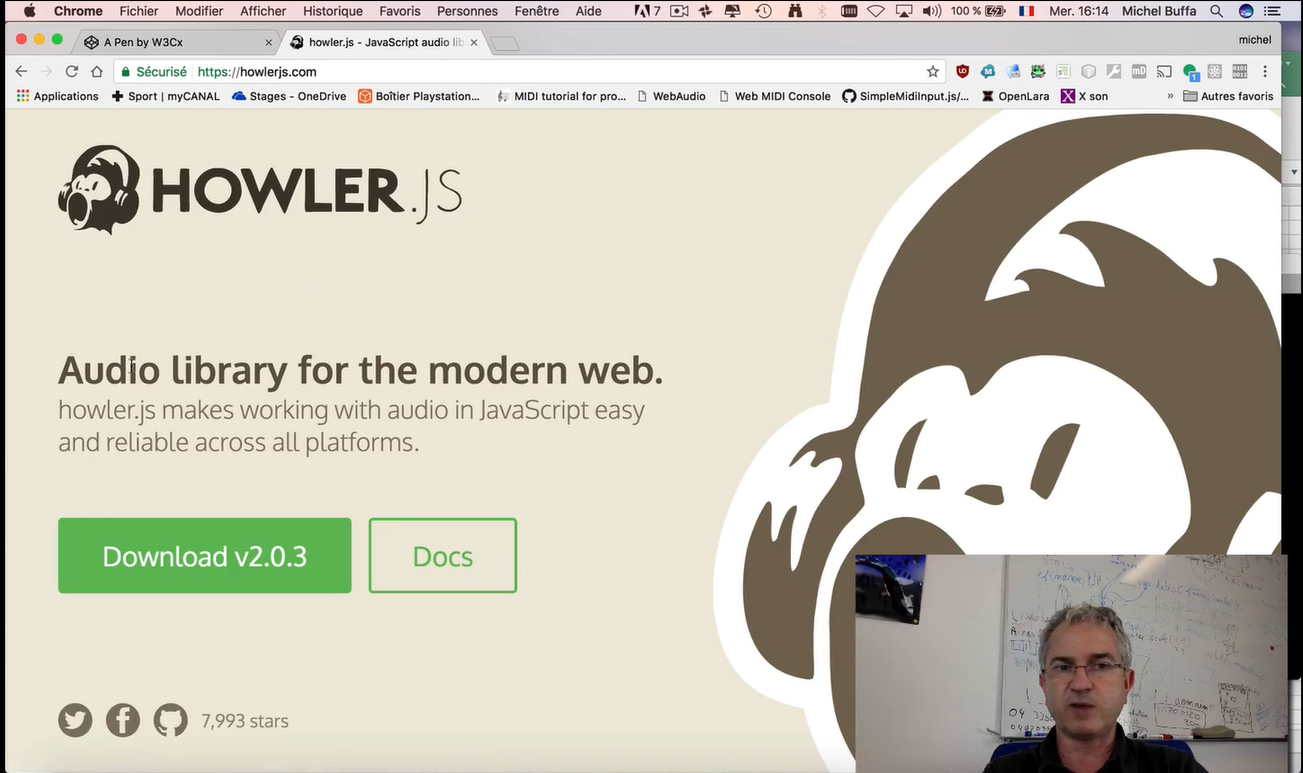 Chrome Fichier Modifier Afficher Historique Favoris Personnes Fenêtre Aide 7 100 % Mer. 16:14 Michel Buffa
A Pen by W3Cx
howler.js - JavaScript audio lib
michel
Sécurisé https://howlerjs.com
Applications Sport | myCANAL Stages - OneDrive Boîtier Playstation... MIDI tutorial for pro... WebAudio Web MIDI Console SimpleMidiInput.js/... OpenLara X son » Autres favoris
HOWLER.JS
Audio library for the modern web.
howler.js makes working with audio in JavaScript easy
and reliable across all platforms.
Download v2.0.3
Docs
7,993 stars